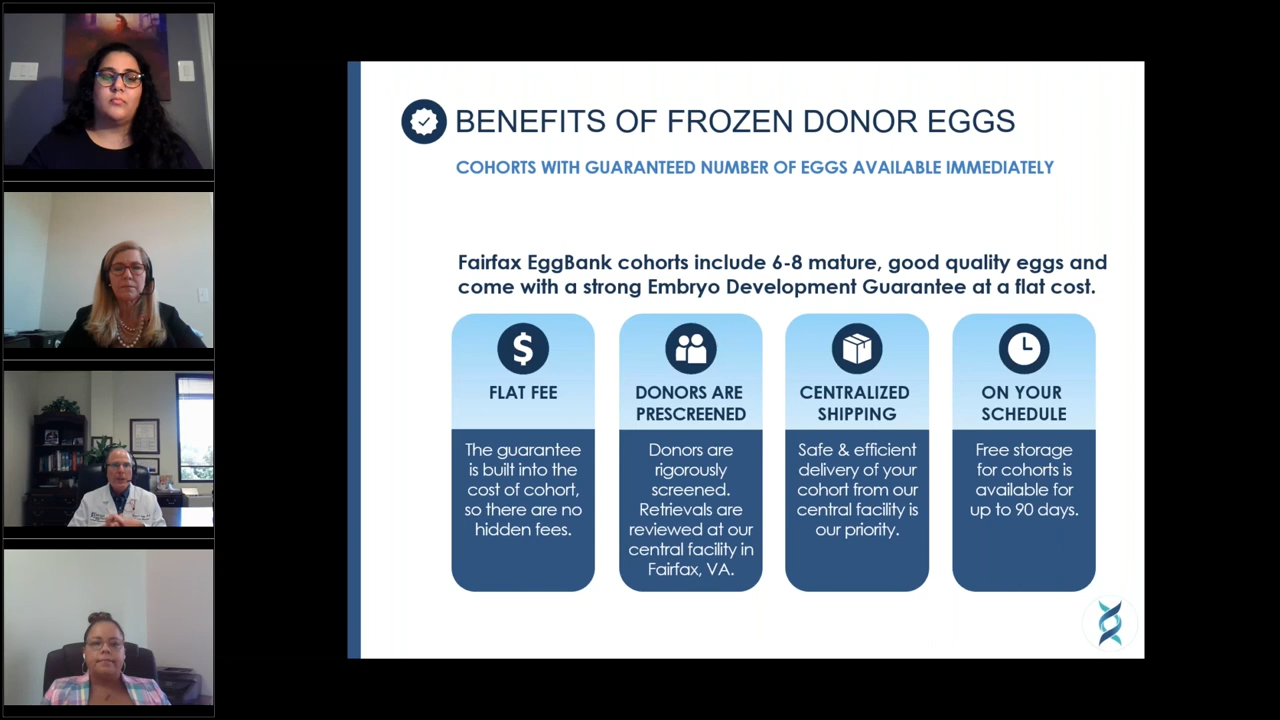 BENEFITS OF FROZEN DONOR EGGS
COHORTS WITH GUARANTEED NUMBER OF EGGS AVAILABLE IMMEDIATELY
Fairfax EggBank cohorts include 6-8 mature, good quality eggs and
come with a strong Embryo Development Guarantee at a flat cost.
$
FLAT FEE
The guarantee
is built into the
cost of cohort,
so there are no
hidden fees.
DONORS ARE
PRESCREENED
Donors are
rigorously
screened.
Retrievals are
reviewed at our
central facility in
Fairfax, VA.
CENTRALIZED
SHIPPING
Safe & efficient
delivery of your
cohort from our
central facility is
our priority.
ON YOUR
SCHEDULE
Free storage
for cohorts is
available for
up to 90 days.